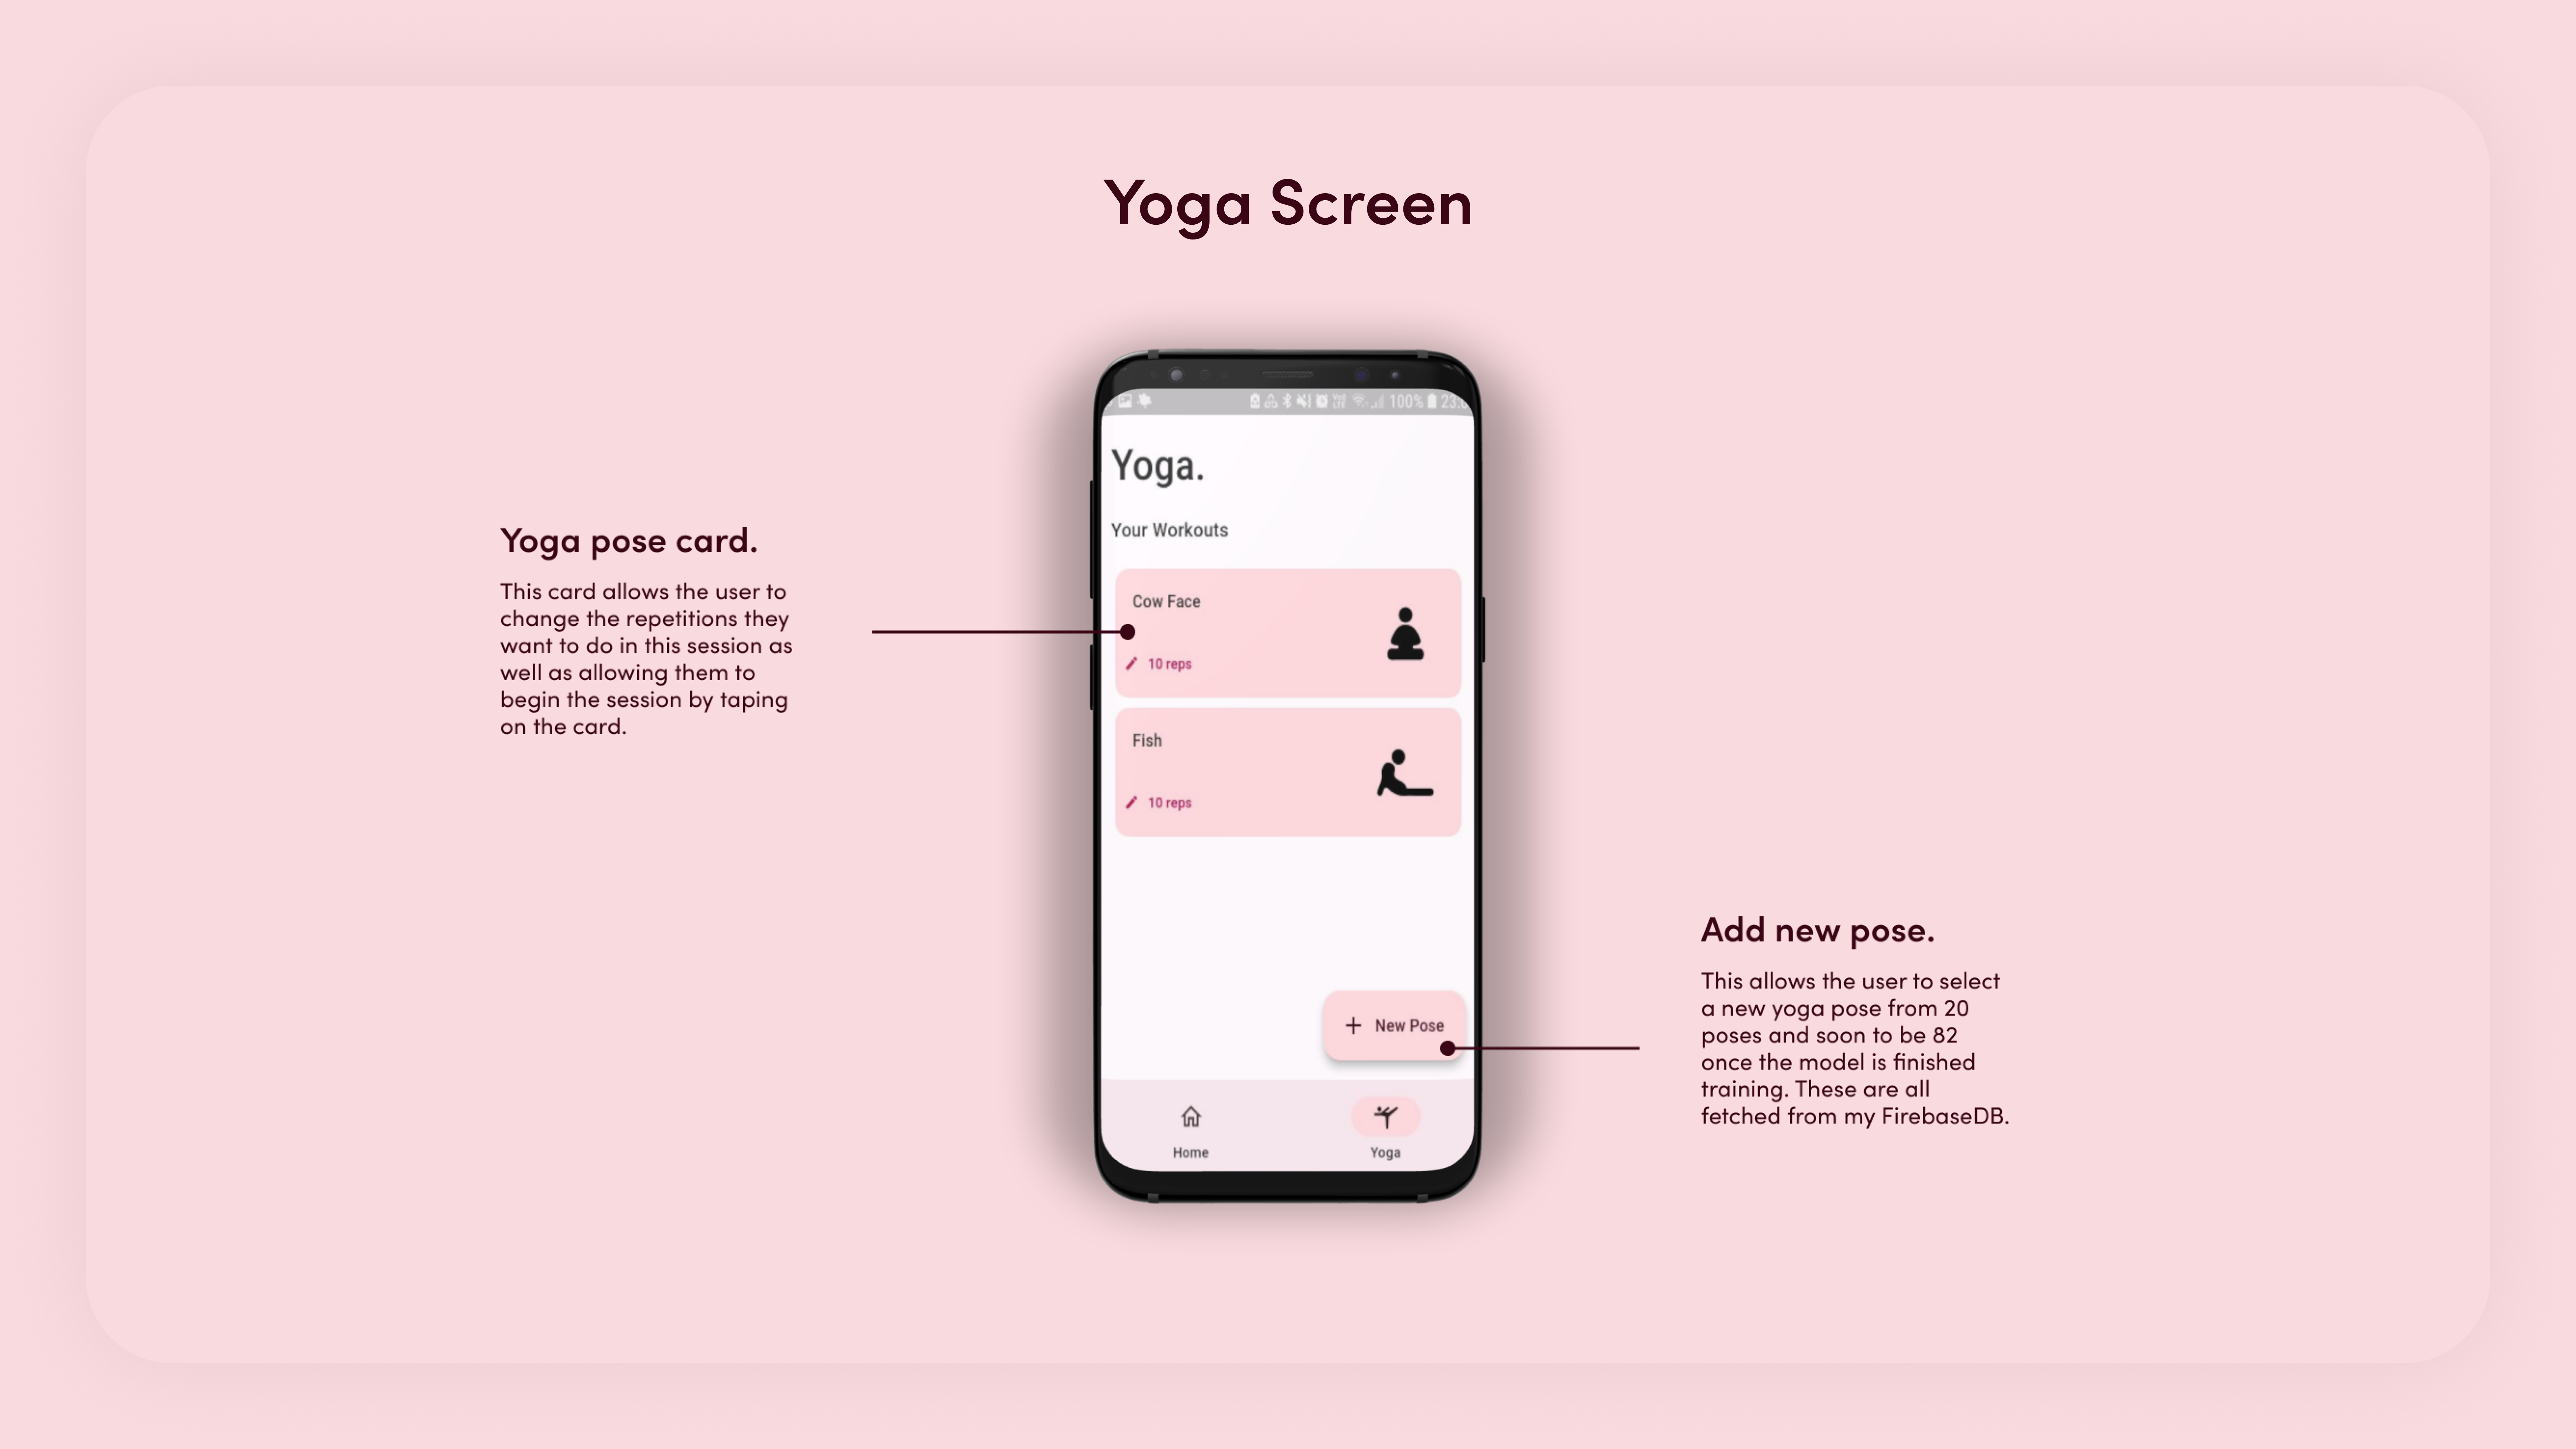 Yoga Screen
100%
Yoga.
Your Workouts
Yoga pose card.
This card allows the user to
change the repetitions they
want to do in this session as
well as allowing them to
begin the session by taping
on the card.
Cow Face
10 reps
Fish
10 reps
New Pose
Add new pose.
This allows the user to select
a new yoga pose from 20
poses and soon to be 82
once the model is finished
training. These are all
fetched from my FirebaseDB.
Home
Yoga